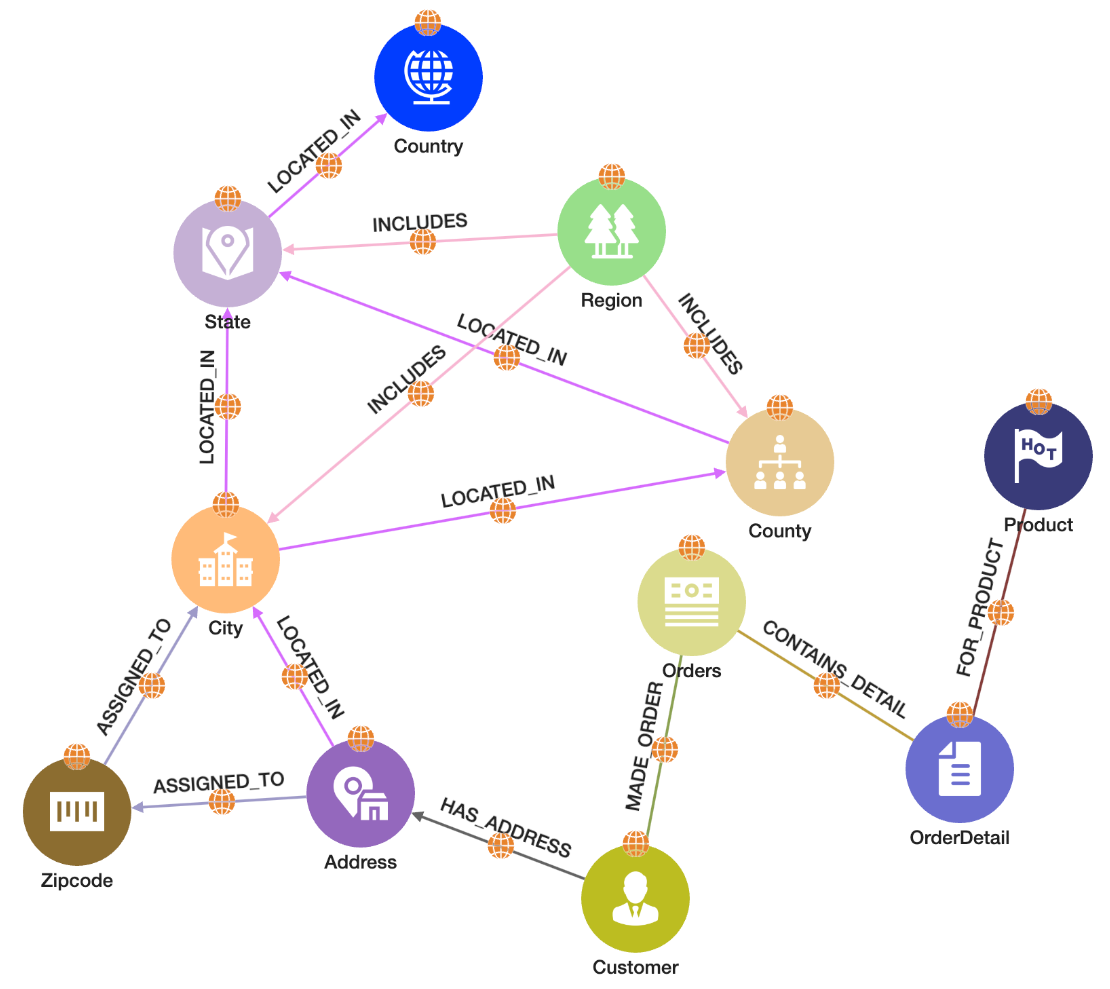 Country
LOCATED_IN
INCLUDES
Region
State
LOCATED_IN
INCLUDES
LOCATED_IN
INCLUDES
HOT
LOCATED_IN
County
Product
City
FOR_PRODUCT
ASSIGNED_TO
LOCATED_IN
Orders
CONTAINS_DETAIL
MADE_ORDER
ASSIGNED_TO
HAS_ADDRESS
OrderDetail
Address
Zipcode
Customer